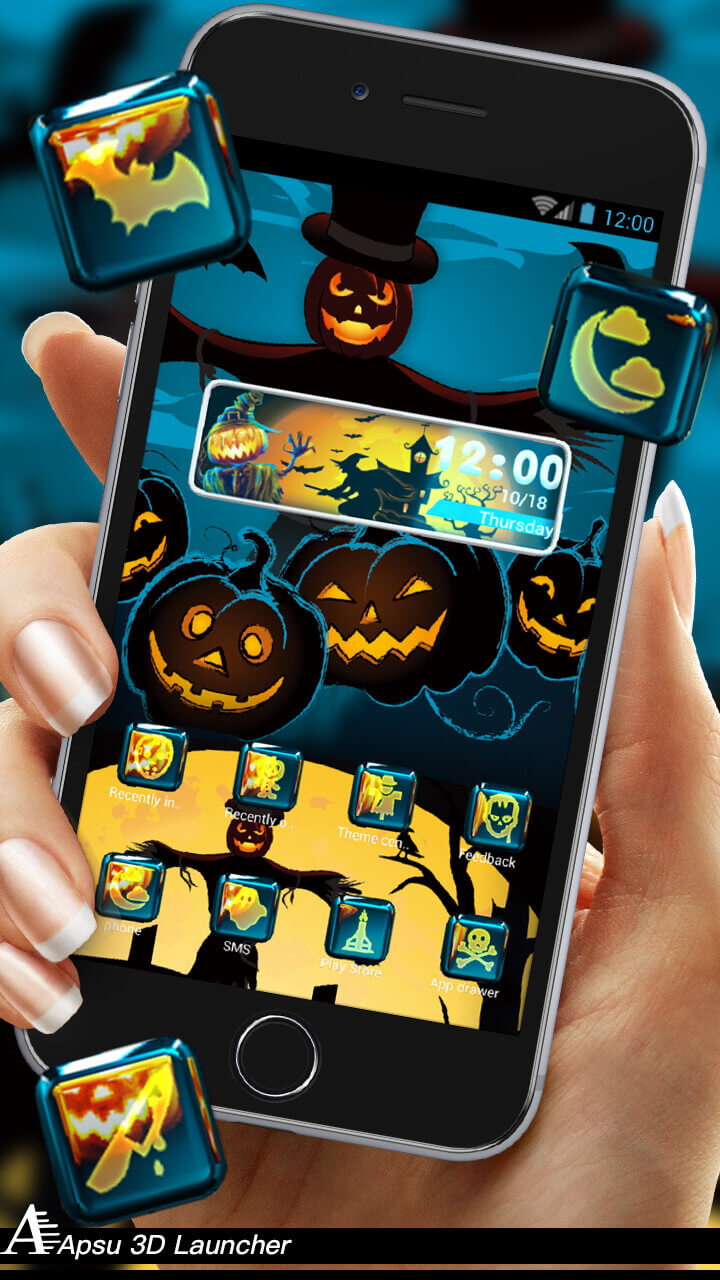 12:00
12:00
10/18
Thursday
Recently in..
Recently o..
Theme cen..
Feedback
phone
SMS
Play Store
App drawer
A Apsu 3D Launcher